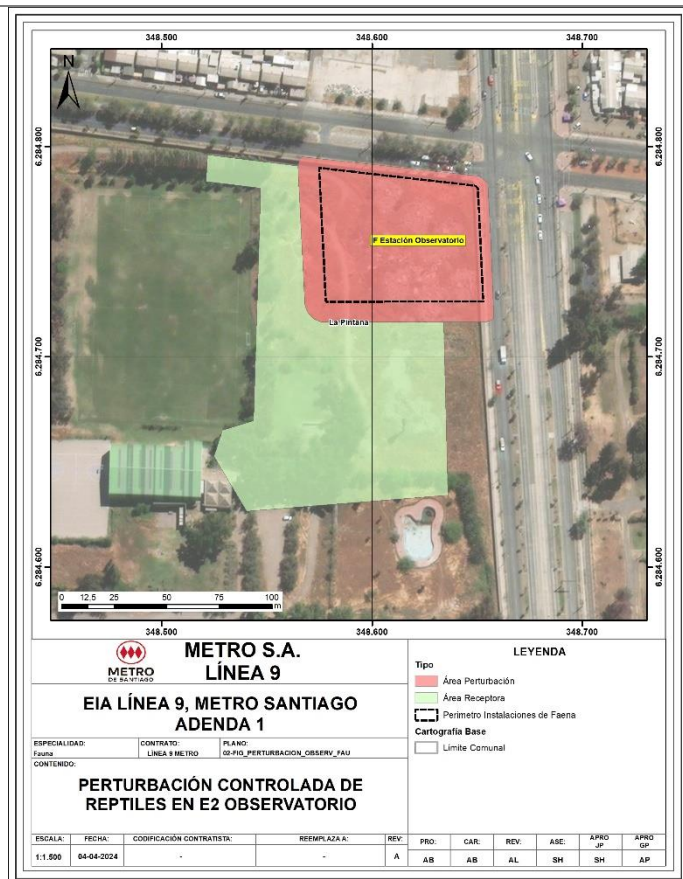 348.500 348.600 348.700
N
6.284.800 6.284.800
F Estación Observatorio
La Pintana
6.284.700 6.284.700
6.284.600 6.284.600
0 12.5 25 50 75 100
m
348.500 348.600 348.700
METRO S.A.
LÍNEA 9
METRO
DE SANTIAGO
EIA LÍNEA 9, METRO SANTIAGO
ADENDA 1
ESPECIALIDAD: CONTRATO: PLANO:
Fauna LÍNEA 9 METRO 02-FIG_PERTURBACION_OBSERV_FAU
CONTENIDO:
PERTURBACIÓN CONTROLADA DE
REPTILES EN E2 OBSERVATORIO
LEYENDA
Tipo
Área Perturbación
Área Receptora
Perimetro Instalaciones de Faena
Cartografía Base
Limite Comunal
ESCALA: FECHA: CODIFICACIÓN CONTRATISTA: REEMPLAZA A: REV: PRO: CAR: REV: ASE: APRO JP APRO GP
1:1.500 04-04-2024 - - A AB AB AL SH SH AP